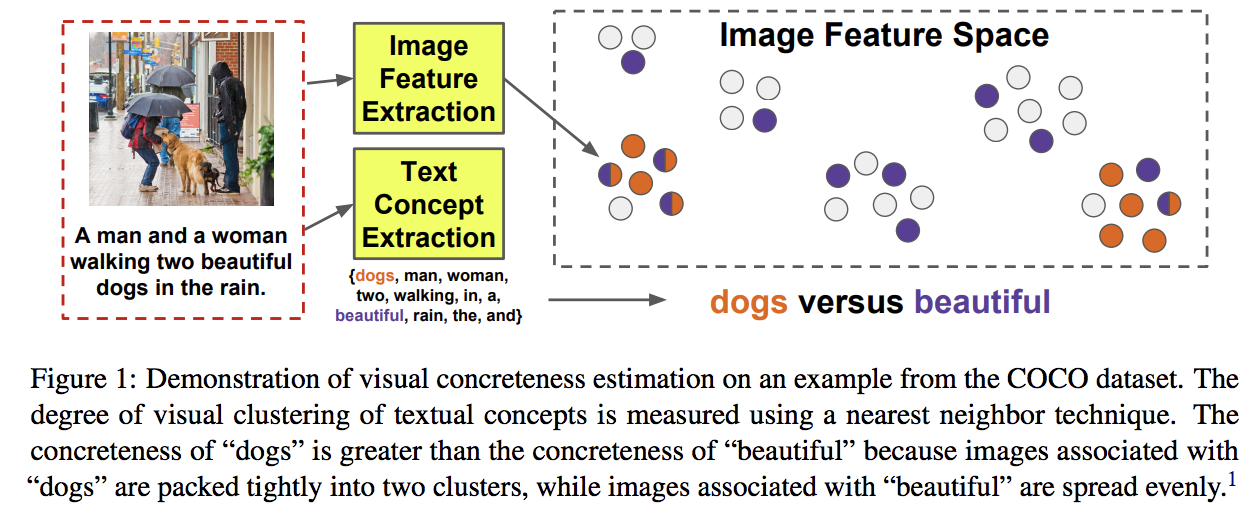 Image
Feature
Extraction
Image Feature Space
A man and a woman
walking two beautiful
dogs in the rain.
Text
Concept
Extraction
{dogs, man, woman,
two, walking, in, a,
beautiful, rain, the, and}
dogs versus beautiful
Figure 1: Demonstration of visual concreteness estimation on an example from the COCO dataset. The
degree of visual clustering of textual concepts is measured using a nearest neighbor technique. The
concreteness of “dogs” is greater than the concreteness of “beautiful” because images associated with
“dogs” are packed tightly into two clusters, while images associated with “beautiful” are spread evenly.1